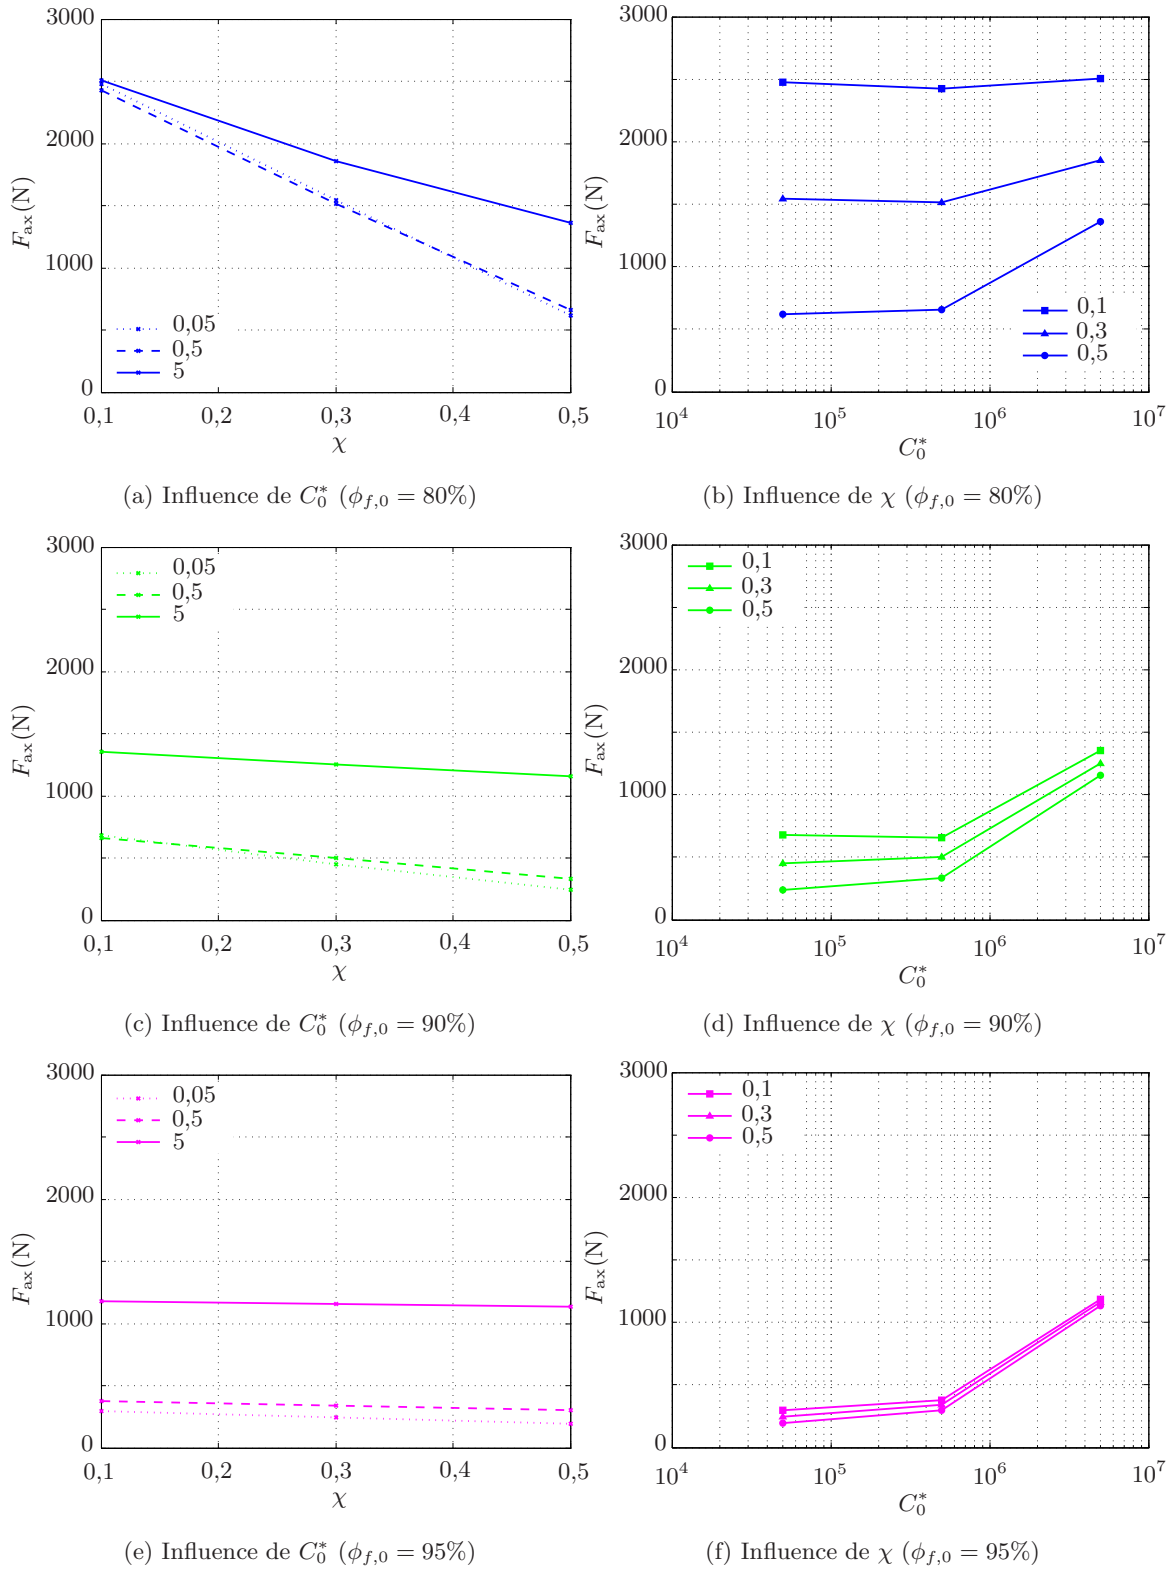 3000
2000
1000
0
F_ax(N)
0,05
0,5
5
0,1 0,2 0,3 0,4 0,5
χ
(a) Influence de C_0^* (ϕ_{f,0} = 80%)
3000
2000
1000
0
F_ax(N)
0,1
0,3
0,5
10^4 10^5 10^6 10^7
C_0^*
(b) Influence de χ (ϕ_{f,0} = 80%)
3000
2000
1000
0
F_ax(N)
0,05
0,5
5
0,1 0,2 0,3 0,4 0,5
χ
(c) Influence de C_0^* (ϕ_{f,0} = 90%)
3000
2000
1000
0
F_ax(N)
0,1
0,3
0,5
10^4 10^5 10^6 10^7
C_0^*
(d) Influence de χ (ϕ_{f,0} = 90%)
3000
2000
1000
0
F_ax(N)
0,05
0,5
5
0,1 0,2 0,3 0,4 0,5
χ
(e) Influence de C_0^* (ϕ_{f,0} = 95%)
3000
2000
1000
0
F_ax(N)
0,1
0,3
0,5
10^4 10^5 10^6 10^7
C_0^*
(f) Influence de χ (ϕ_{f,0} = 95%)